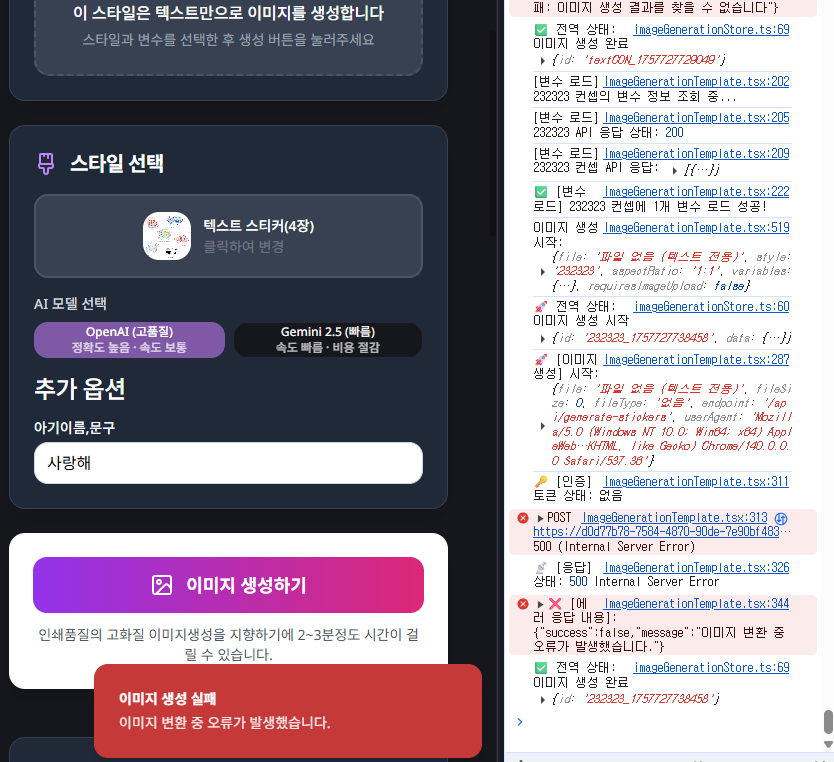 이 스타일은 텍스트만으로 이미지를 생성합니다
스타일과 변수를 선택한 후 생성 버튼을 눌러주세요
스타일 선택
텍스트 스티커(4장)
클릭하여 변경
AI 모델 선택
OpenAI (고품질)
정확도 높음 · 속도 보통
Gemini 2.5 (빠름)
속도 빠름 · 비용 절감
추가 옵션
아기이름,문구
사랑해
이미지 생성하기
인쇄품질의 고화질 이미지생성을 지향하기에 2~3분정도 시간이 걸
릴 수 있습니다.
이미지 생성 실패
이미지 변환 중 오류가 발생했습니다.
패: 이미지 생성 결과를 찾을 수 없습니다"}
✅ 전역 상태: imageGenerationStore.ts:69
이미지 생성 완료
▶ {id: 'textCON_1757727729049'}
[변수 로드] ImageGenerationTemplate.tsx:202
232323 컨셉의 변수 정보 조회 중...
[변수 로드] ImageGenerationTemplate.tsx:205
232323 API 응답 상태: 200
[변수 로드] ImageGenerationTemplate.tsx:209
232323 컨셉 API 응답: ▶ [{…}]
✅ [변수 ImageGenerationTemplate.tsx:222
로드] 232323 컨셉에 1개 변수 로드 성공!
이미지 생성 ImageGenerationTemplate.tsx:519
시작:
{file: '파일 없음 (텍스트 전용)', style:
▶ '232323', aspectRatio: '1:1', variables:
{…}, requiresImageUpload: false}
🚀 전역 상태: imageGenerationStore.ts:60
이미지 생성 시작
▶ {id: '232323_1757727738458', data: {…}}
🚀 [이미지 ImageGenerationTemplate.tsx:287
생성] 시작:
{file: '파일 없음 (텍스트 전용)', fileSi
ze: 0, fileType: '없음', endpoint: '/ap
▶ i/generate-stickers', userAgent: 'Mozill
a/5.0 (Windows NT 10.0; Win64; x64) Appl
eWeb…KHTML, like Gecko) Chrome/140.0.0.
0 Safari/537.36'}
🔑 [인증] ImageGenerationTemplate.tsx:311
토큰 상태: 없음
▶ POST ImageGenerationTemplate.tsx:313
https://d0d77b78-7584-4870-90de-7e90bf483…
500 (Internal Server Error)
📡 [응답] ImageGenerationTemplate.tsx:326
상태: 500 Internal Server Error
▶ ❌ [에 ImageGenerationTemplate.tsx:344
러 응답 내용]:
{"success":false,"message":"이미지 변환 중
오류가 발생했습니다."}
✅ 전역 상태: imageGenerationStore.ts:69
이미지 생성 완료
▶ {id: '232323_1757727738458'}